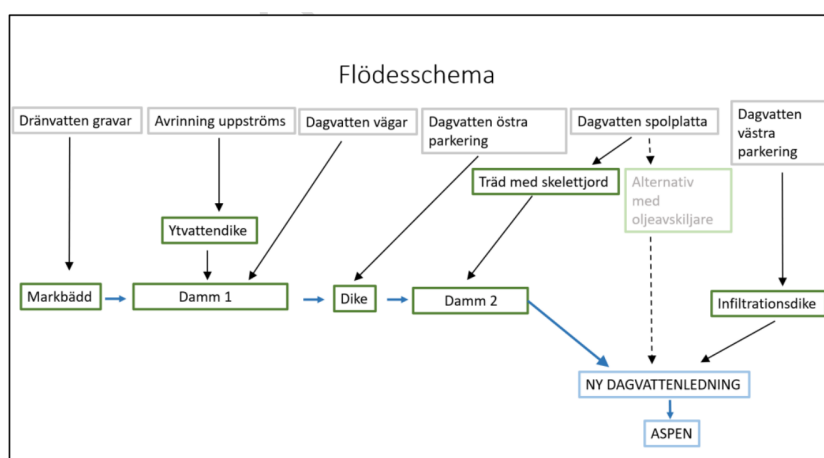 Flödesschema
Dränvatten gravar
Avrinning uppströms
Dagvatten vägar
Dagvatten östra
parkering
Dagvatten spolplatta
Dagvatten
västra
parkering
Träd med skelettjord
Alternativ
med
oljeavskiljare
Ytvattendike
Markbädd
Damm 1
Dike
Damm 2
Infiltrationsdike
NY DAGVATTENLEDNING
ASPEN